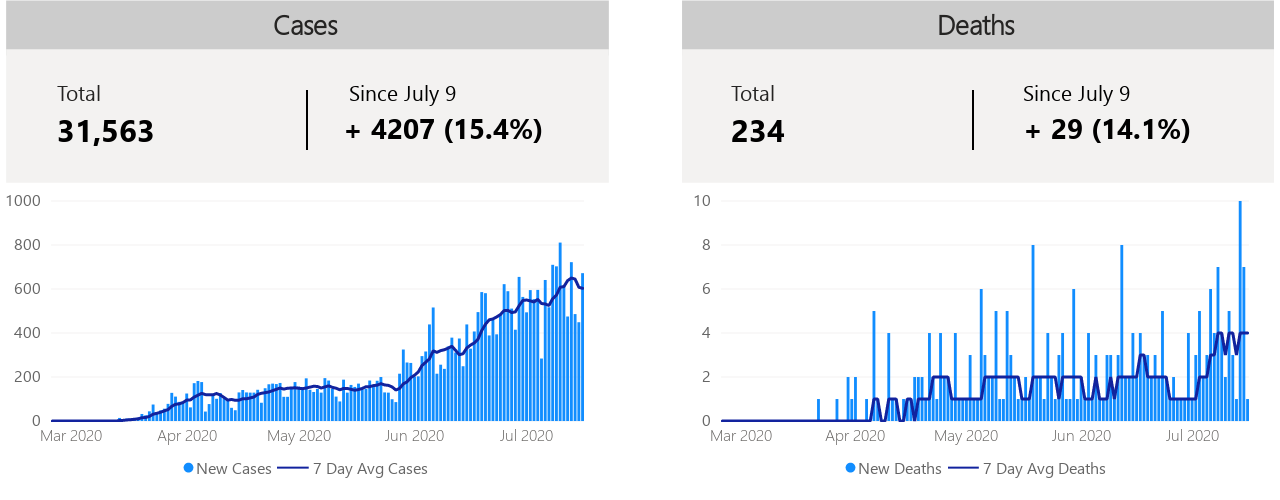 Cases
Total
Since July 9
31,563
+ 4207 (15.4%)
1000
800
600
400
200
0
Mar 2020 Apr 2020 May 2020 Jun 2020 Jul 2020
New Cases 7 Day Avg Cases
Deaths
Total
Since July 9
234
+ 29 (14.1%)
10
8
6
4
2
0
Mar 2020 Apr 2020 May 2020 Jun 2020 Jul 2020
New Deaths 7 Day Avg Deaths